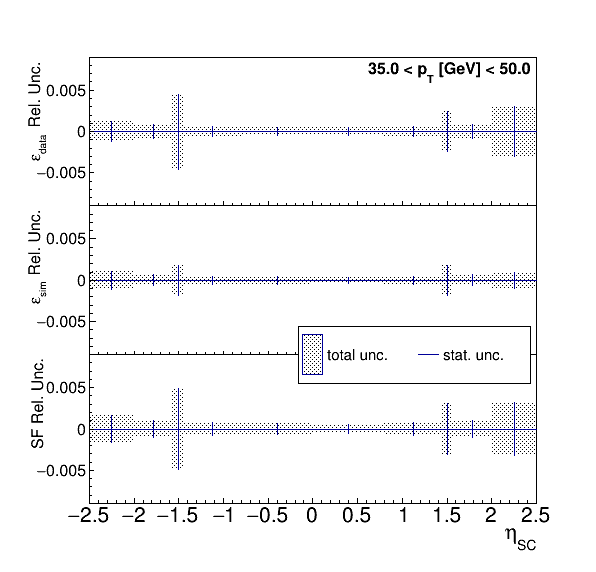 35.0 < p_T [GeV] < 50.0
ε_data Rel. Unc.
0.005
0
−0.005
ε_sim Rel. Unc.
0.005
0
−0.005
total unc. stat. unc.
SF Rel. Unc.
0.005
0
−0.005
−2.5 −2 −1.5 −1 −0.5 0 0.5 1 1.5 2 2.5
η_SC